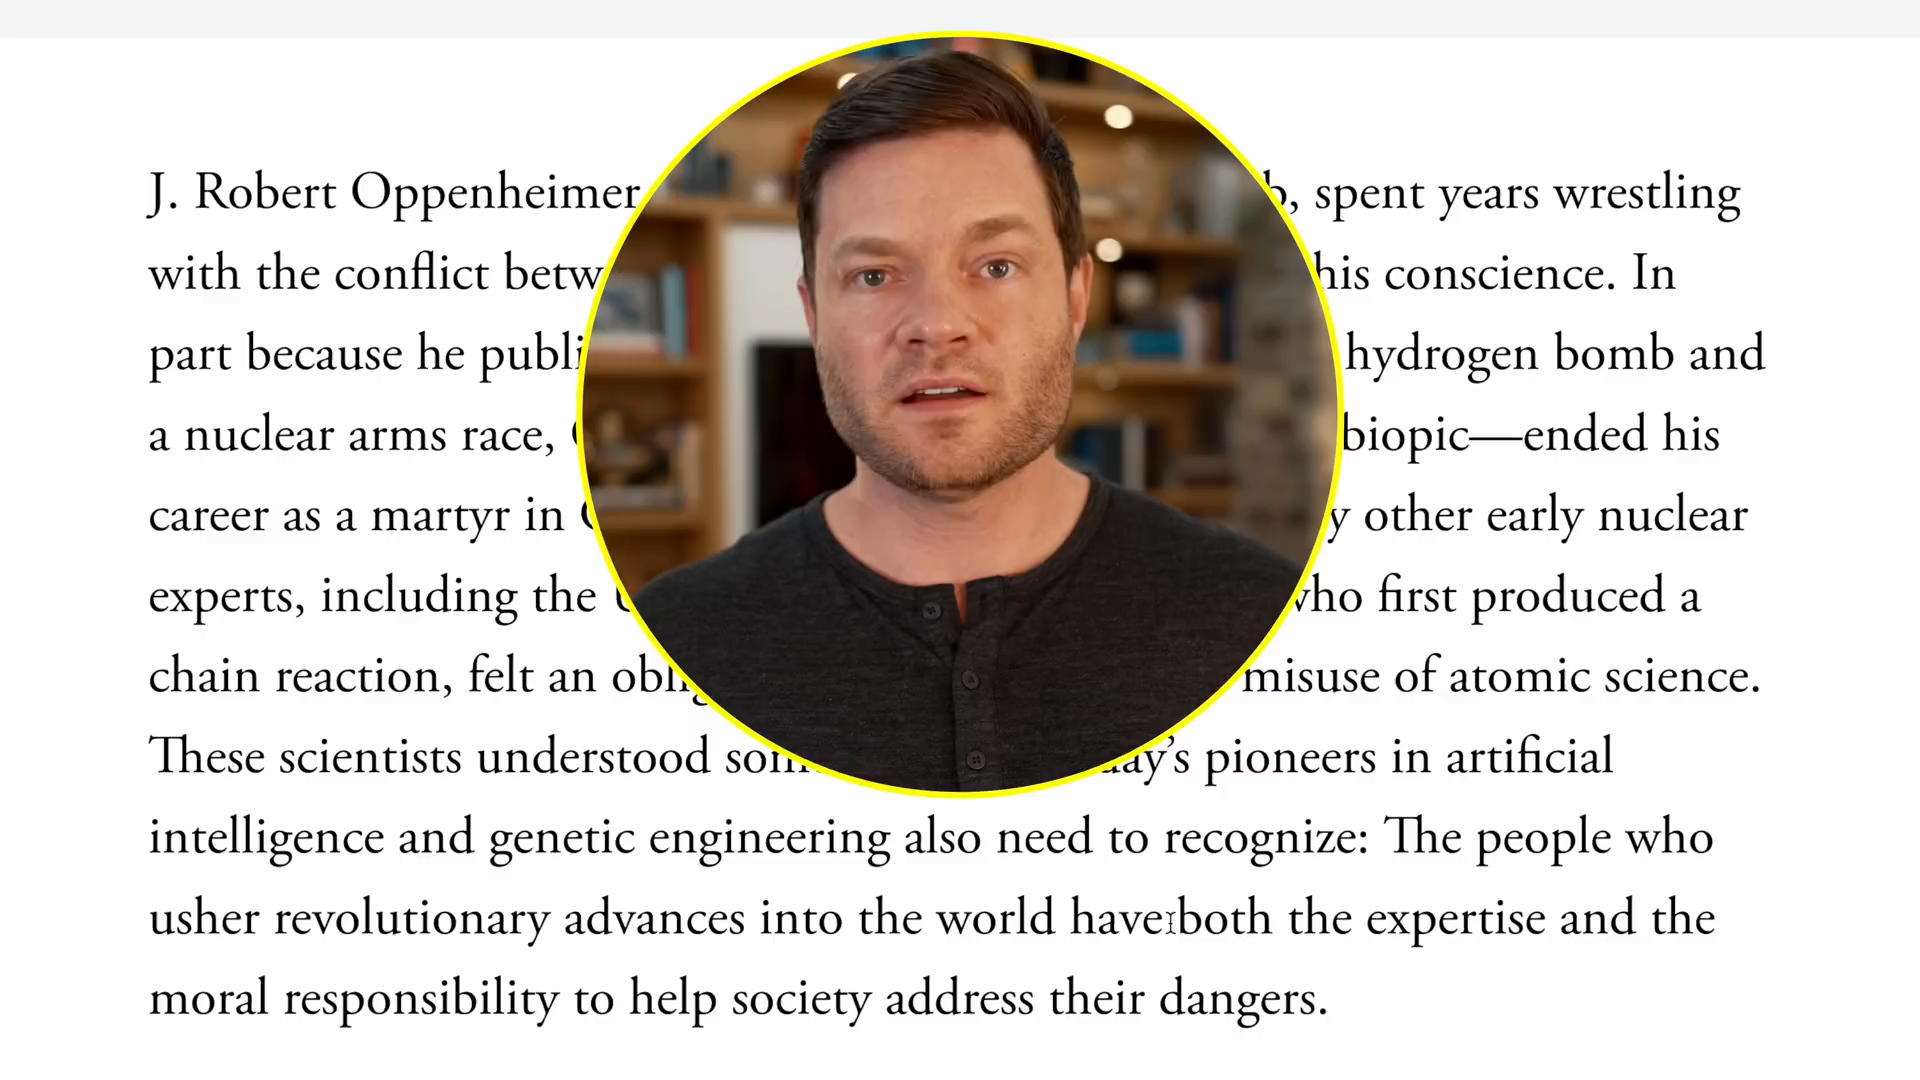 J. Robert Oppenheimer spent years wrestling
with the conflict his conscience. In
part because he hydrogen bomb and
a nuclear arms race, biopic—ended his
career as a martyr in other early nuclear
experts, including the who first produced a
chain reaction, felt an misuse of atomic science.
These scientists understood pioneers in artificial
intelligence and genetic engineering also need to recognize: The people who
usher revolutionary advances into the world have both the expertise and the
moral responsibility to help society address their dangers.